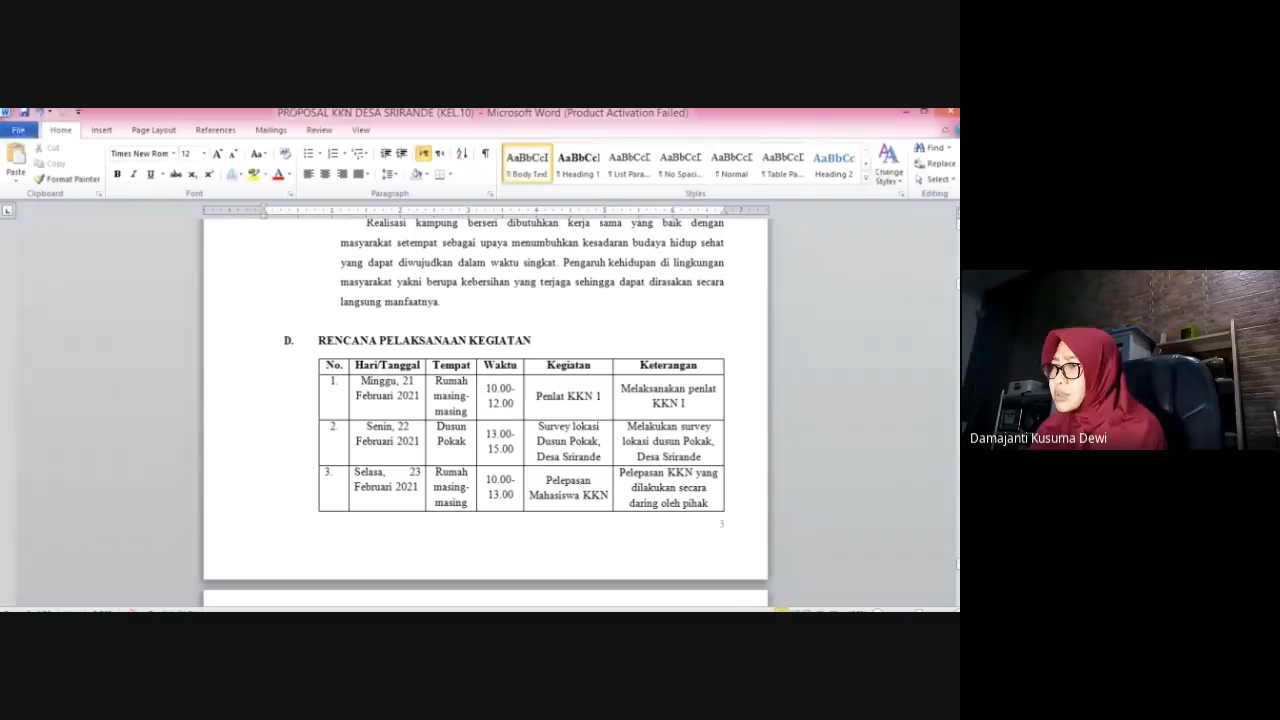 PROPOSAL KKN DESA SRIRANDE (KEL.10) - Microsoft Word (Product Activation Failed)
File Home Insert Page Layout References Mailings Review View
Cut
Copy
Format Painter
Paste
Clipboard
Times New Rom 12
Font
Paragraph
AaBbCcI AaBbCcI AaBbCcI AaBbCcI AaBbCcI AaBbCcI AaBbCc
Body Text Heading 1 List Para... No Spaci... Normal Table Pa... Heading 2
Change
Styles
Styles
Find
Replace
Select
Editing
Realisasi kampung berseri dibutuhkan kerja sama yang baik dengan
masyarakat setempat sebagai upaya menumbuhkan kesadaran budaya hidup sehat
yang dapat diwujudkan dalam waktu singkat. Pengaruh kehidupan di lingkungan
masyarakat yakni berupa kebersihan yang terjaga sehingga dapat dirasakan secara
langsung manfaatnya.
D. RENCANA PELAKSANAAN KEGIATAN
No. Hari/Tanggal Tempat Waktu Kegiatan Keterangan
1. Minggu, 21
Februari 2021
Rumah
masing-
masing
10.00-
12.00
Penlat KKN 1
Melaksanakan penlat
KKN I
2. Senin, 22
Februari 2021
Dusun
Pokak
13.00-
15.00
Survey lokasi
Dusun Pokak,
Desa Srirande
Melakukan survey
lokasi dusun Pokak,
Desa Srirande
3. Selasa, 23
Februari 2021
Rumah
masing-
masing
10.00-
13.00
Pelepasan
Mahasiswa KKN
Pelepasan KKN yang
dilakukan secara
daring oleh pihak
3
Damajanti Kusuma Dewi